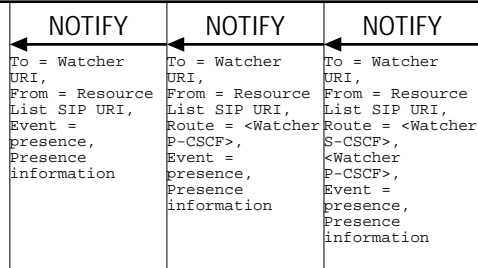 NOTIFY
To = Watcher
URI,
From = Resource
List SIP URI,
Event =
presence,
Presence
information
NOTIFY
To = Watcher
URI,
From = Resource
List SIP URI,
Route = <Watcher
P-CSCF>,
Event =
presence,
Presence
information
NOTIFY
To = Watcher
URI,
From = Resource
List SIP URI,
Route = <Watcher
S-CSCF>,
<Watcher
P-CSCF>,
Event =
presence,
Presence
information